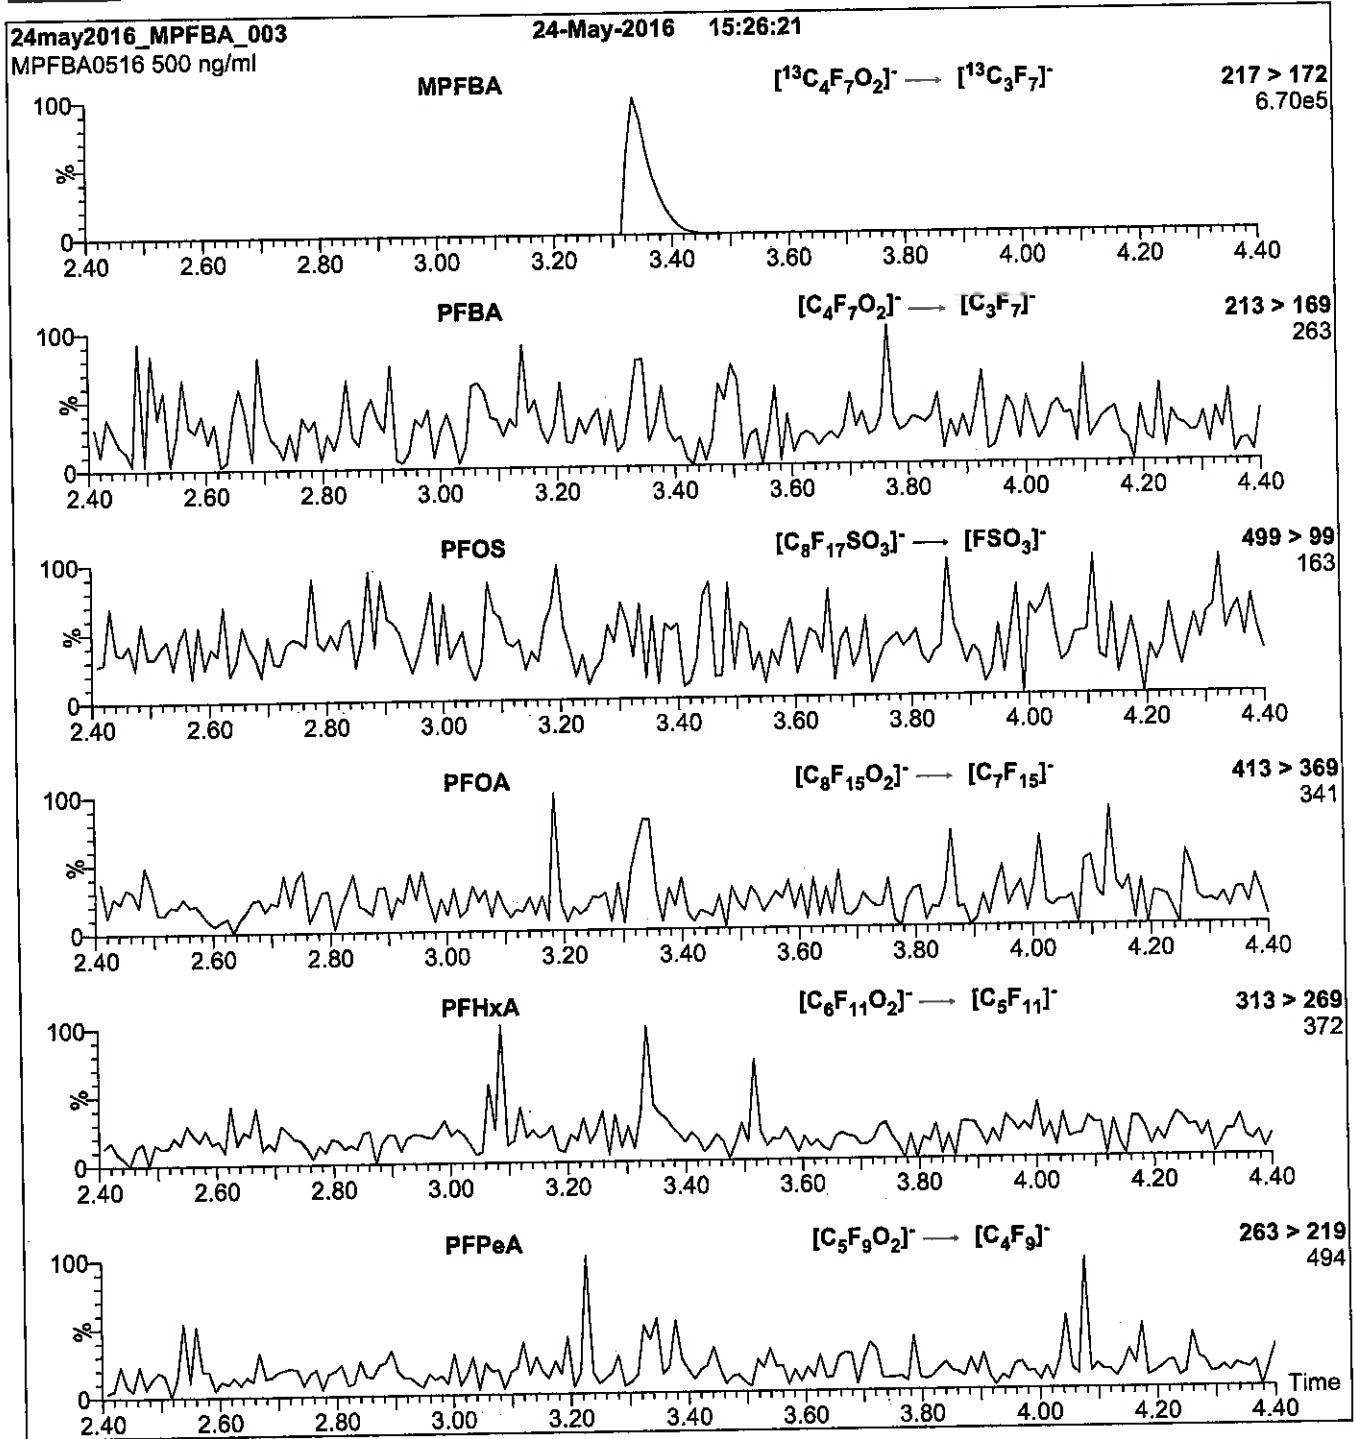 24may2016_MPFBA_003 24-May-2016 15:26:21
MPFBA0516 500 ng/ml
MPFBA [¹³C₄F₇O₂]⁻ → [¹³C₃F₇]⁻ 217 > 172
6.70e5
100
%
0
2.40 2.60 2.80 3.00 3.20 3.40 3.60 3.80 4.00 4.20 4.40
PFBA [C₄F₇O₂]⁻ → [C₃F₇]⁻ 213 > 169
263
100
%
0
2.40 2.60 2.80 3.00 3.20 3.40 3.60 3.80 4.00 4.20 4.40
PFOS [C₈F₁₇SO₃]⁻ → [FSO₃]⁻ 499 > 99
163
100
%
0
2.40 2.60 2.80 3.00 3.20 3.40 3.60 3.80 4.00 4.20 4.40
PFOA [C₈F₁₅O₂]⁻ → [C₇F₁₅]⁻ 413 > 369
341
100
%
0
2.40 2.60 2.80 3.00 3.20 3.40 3.60 3.80 4.00 4.20 4.40
PFHxA [C₆F₁₁O₂]⁻ → [C₅F₁₁]⁻ 313 > 269
372
100
%
0
2.40 2.60 2.80 3.00 3.20 3.40 3.60 3.80 4.00 4.20 4.40
PFPeA [C₅F₉O₂]⁻ → [C₄F₉]⁻ 263 > 219
494
100
%
0
Time
2.40 2.60 2.80 3.00 3.20 3.40 3.60 3.80 4.00 4.20 4.40